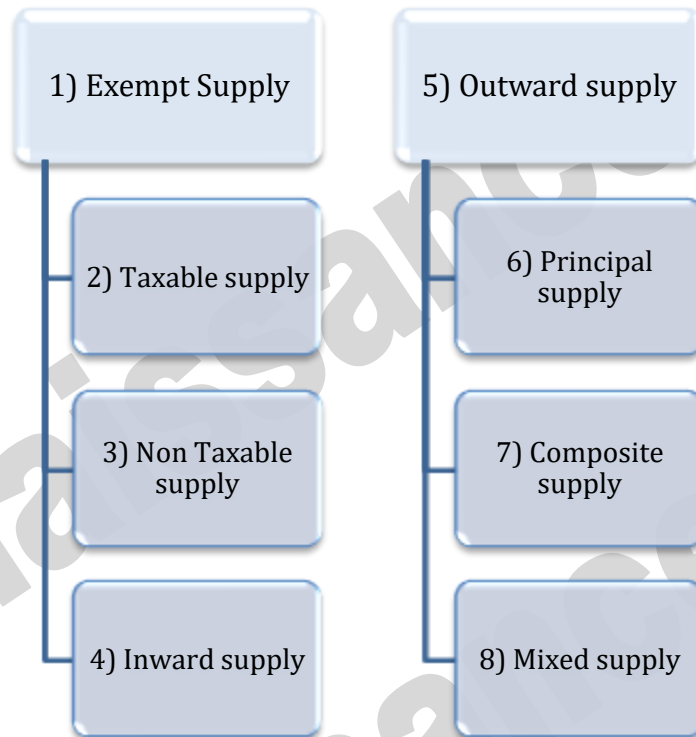 1) Exempt Supply
2) Taxable supply
3) Non Taxable
supply
4) Inward supply
5) Outward supply
6) Principal
supply
7) Composite
supply
8) Mixed supply